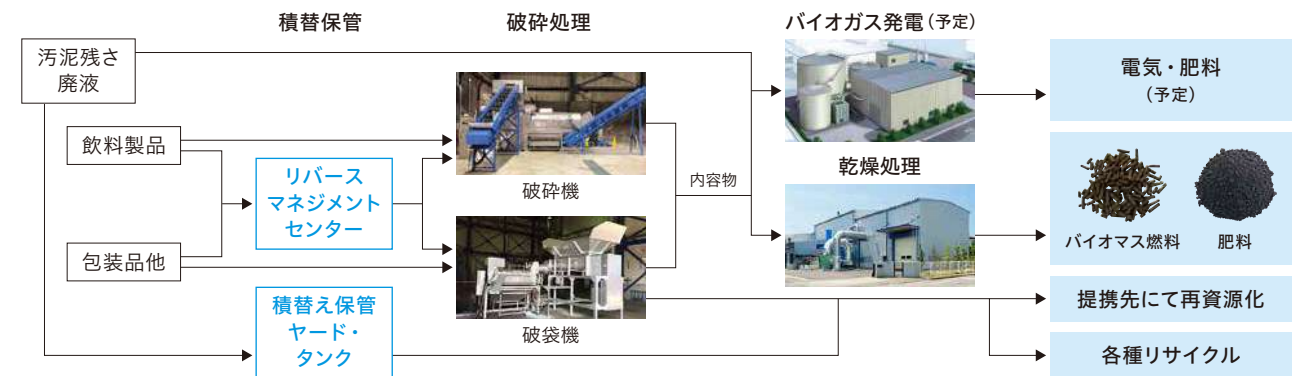 積替保管
破砕処理
バイオガス発電（予定）
汚泥残さ
廃液
電気・肥料
（予定）
飲料製品
リバース
マネジメント
センター
破砕機
内容物
乾燥処理
バイオマス燃料
肥料
包装品他
積替え保管
ヤード・
タンク
破袋機
提携先にて再資源化
各種リサイクル